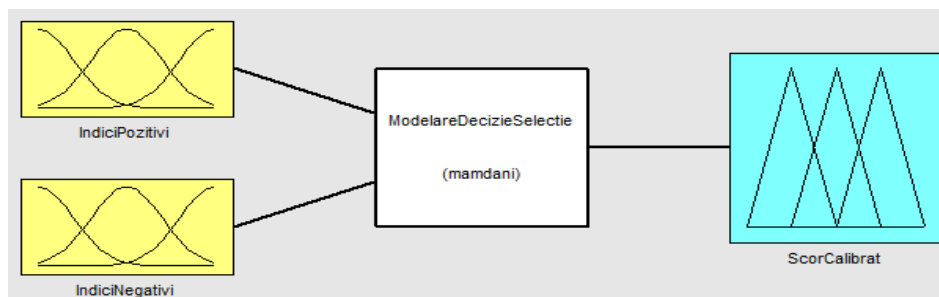 IndiciPozitivi
ModelareDecizieSelectie
(mamdani)
IndiciNegativi
ScorCalibrat